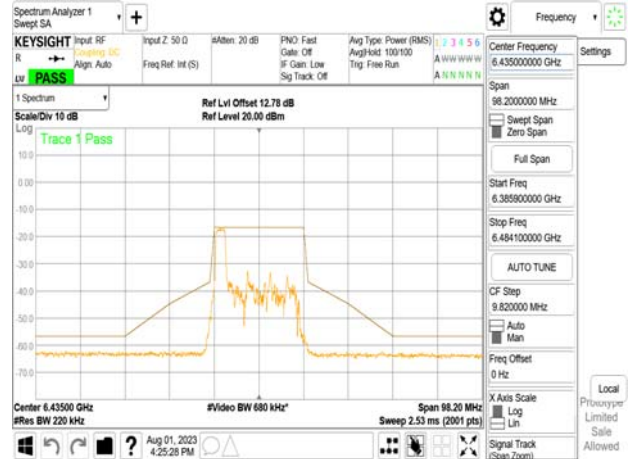 Spectrum Analyzer 1
Swept SA
Frequency
KEYSIGHT
R
PASS
Input: RF
Coupling: DC
Align: Auto
Input Z: 50 Ω
Freq Ref: Int (S)
#Atten: 20 dB
PNO: Fast
Gate: Off
IF Gain: Low
Sig Track: Off
Avg Type: Power (RMS)
Avg|Hold: 100/100
Trig: Free Run
1 2 3 4 5 6
A W W W W W
A N N N N N
1 Spectrum
Ref Lvl Offset 12.78 dB
Scale/Div 10 dB
Ref Level 20.00 dBm
Log
Trace 1 Pass
10.0
0.00
-10.0
-20.0
-30.0
-40.0
-50.0
-60.0
-70.0
Center 6.43500 GHz
#Video BW 680 kHz*
Span 98.20 MHz
#Res BW 220 kHz
Sweep 2.53 ms (2001 pts)
Aug 01, 2023
4:25:28 PM
Center Frequency
6.435000000 GHz
Settings
Span
98.2000000 MHz
Swept Span
Zero Span
Full Span
Start Freq
6.385900000 GHz
Stop Freq
6.484100000 GHz
AUTO TUNE
CF Step
9.820000 MHz
Auto
Man
Freq Offset
0 Hz
X Axis Scale
Log
Lin
Signal Track
(Span Zoom)
Local
Prototype
Limited
Sale
Allowed